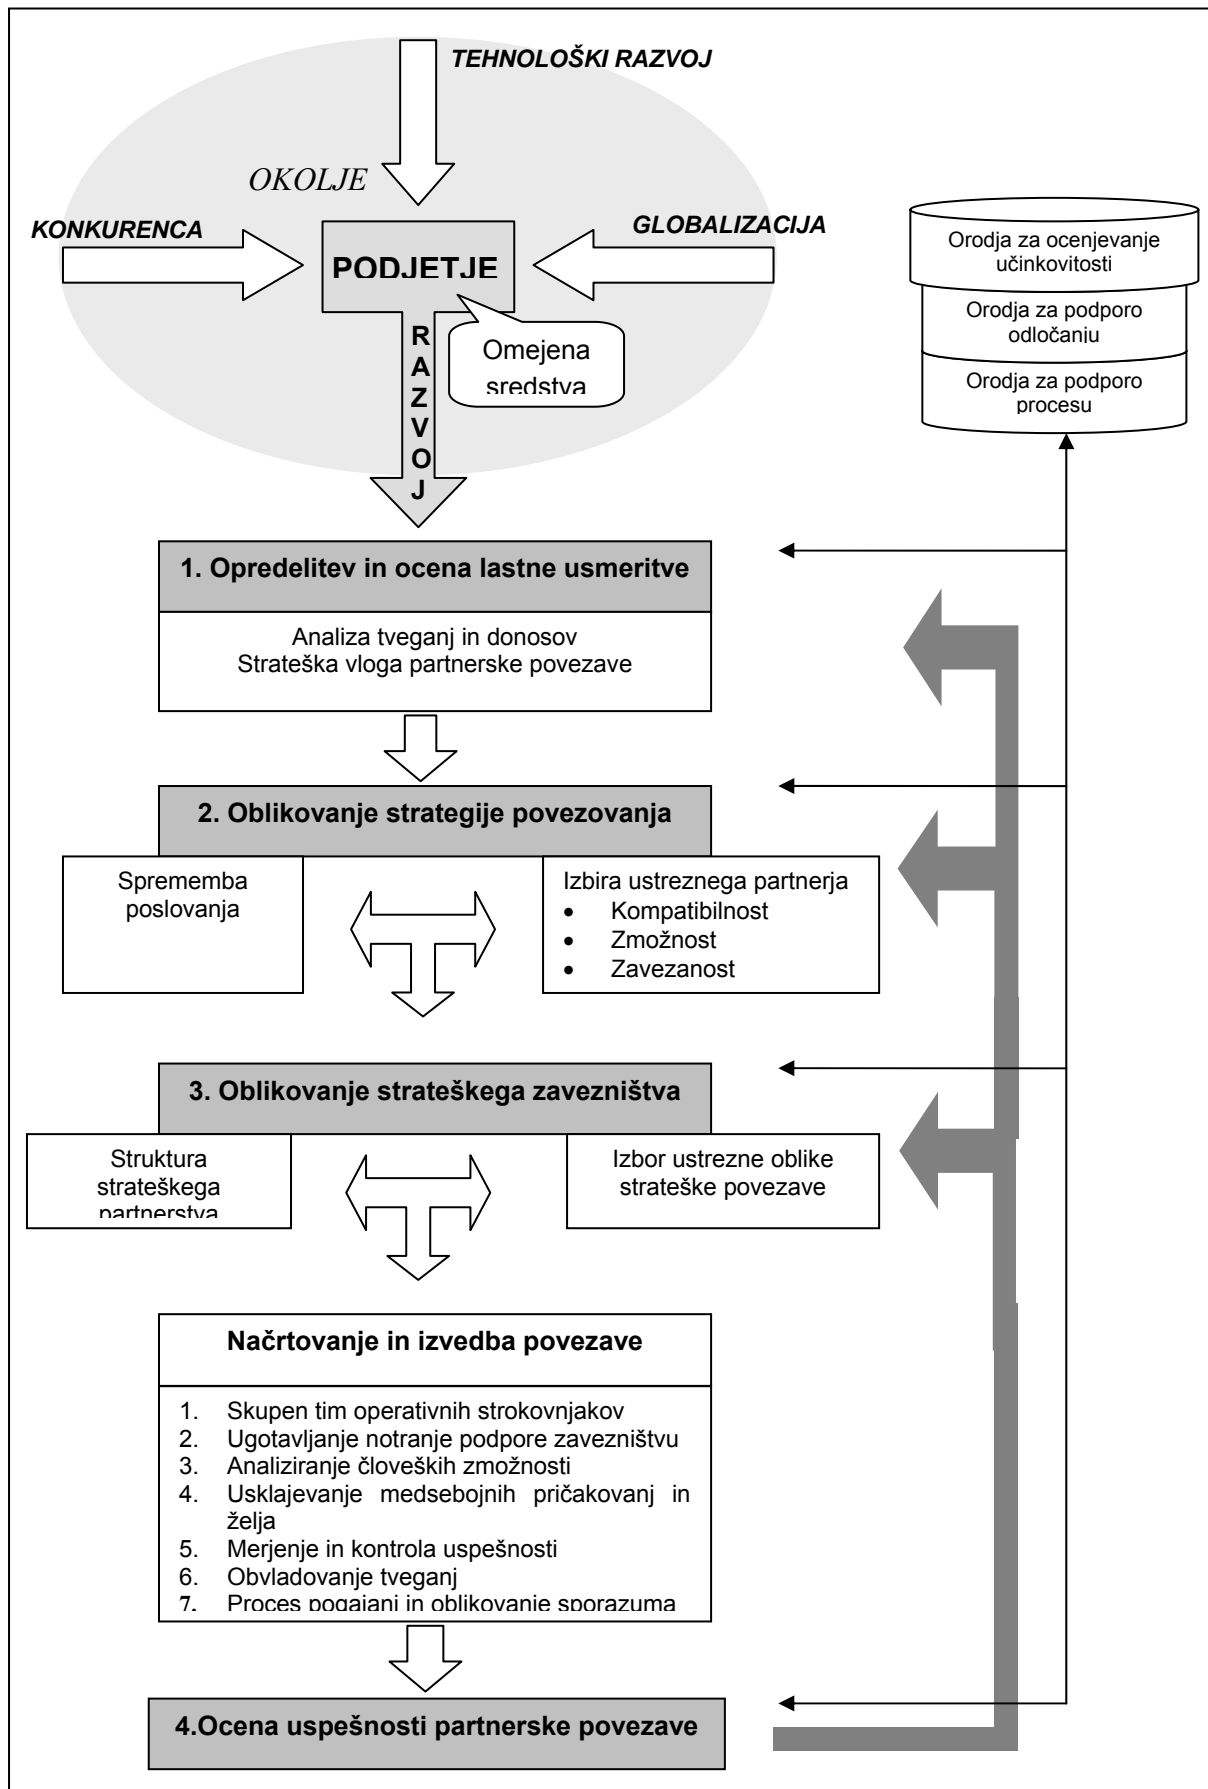 TEHNOLOŠKI RAZVOJ
OKOLJE
KONKURENCA
GLOBALIZACIJA
PODJETJE
RAZVOJ
Omejena
sredstva
Orodja za ocenjevanje
učinkovitosti
Orodja za podporo
odločanju
Orodja za podporo
procesu
1. Opredelitev in ocena lastne usmeritve
Analiza tveganj in donosov
Strateška vloga partnerske povezave
2. Oblikovanje strategije povezovanja
Sprememba
poslovanja
Izbira ustreznega partnerja
• Kompatibilnost
• Zmožnost
• Zavezanost
3. Oblikovanje strateškega zavezništva
Struktura
strateškega
partnerstva
Izbor ustrezne oblike
strateške povezave
Načrtovanje in izvedba povezave
1. Skupen tim operativnih strokovnjakov
2. Ugotavljanje notranje podpore zavezništvu
3. Analiziranje človeških zmožnosti
4. Usklajevanje medsebojnih pričakovanj in
želja
5. Merjenje in kontrola uspešnosti
6. Obvladovanje tveganj
7. Proces pogajanj in oblikovanje sporazuma
4.Ocena uspešnosti partnerske povezave